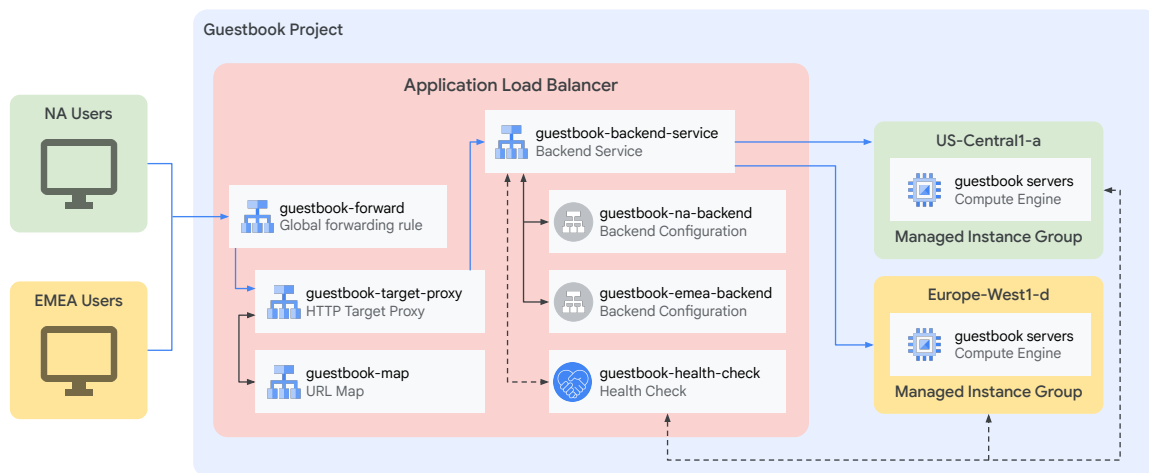 Guestbook Project
Application Load Balancer
NA Users
EMEA Users
guestbook-forward
Global forwarding rule
guestbook-target-proxy
HTTP Target Proxy
guestbook-map
URL Map
guestbook-backend-service
Backend Service
guestbook-na-backend
Backend Configuration
guestbook-emea-backend
Backend Configuration
guestbook-health-check
Health Check
US-Central1-a
guestbook servers
Compute Engine
Managed Instance Group
Europe-West1-d
guestbook servers
Compute Engine
Managed Instance Group